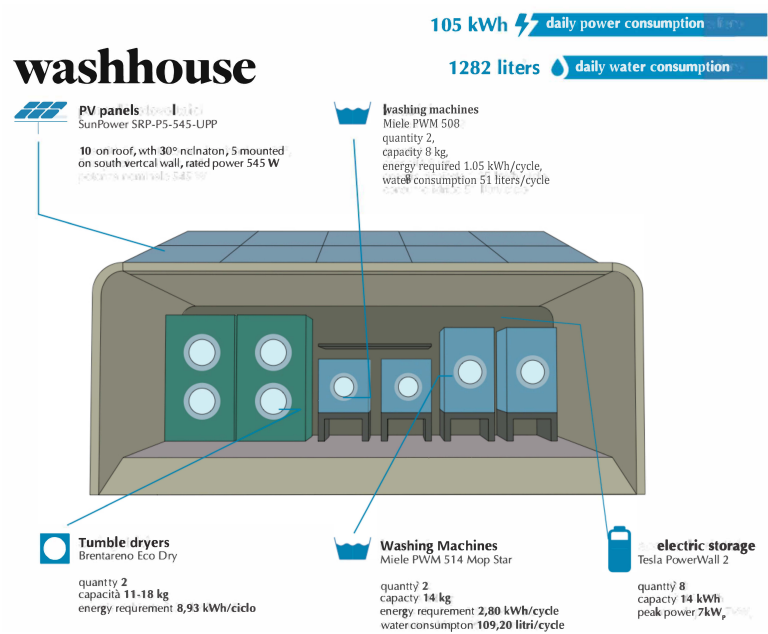 105 kWh daily power consumption
1282 liters daily water consumption
washhouse
PV panels
SunPower SRP-P5-545-UPP
10 on roof, wth 30° nclnaton, 5 mounted
on south vertcal wall, rated power 545 W
washing machines
Miele PWM 508
quantity 2,
capacity 8 kg,
energy required 1.05 kWh/cycle,
water consumption 51 liters/cycle
Tumble dryers
Brentareno Eco Dry
quantty 2
capacità 11-18 kg
energy requrement 8,93 kWh/ciclo
Washing Machines
Miele PWM 514 Mop Star
quantty 2
capacty 14 kg
energy requrement 2,80 kWh/cycle
water consumpton 109,20 litri/cycle
electric storage
Tesla PowerWall 2
quantty 8
capacty 14 kWh
peak power 7kWp